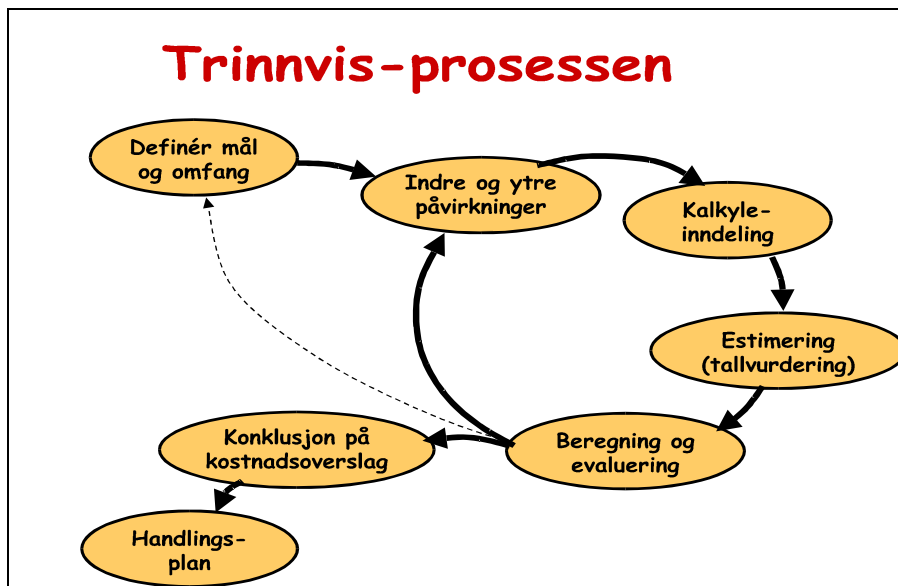 Trinnvis-prosessen
Definér mål
og omfang
Indre og ytre
påvirkninger
Kalkyle-
inndeling
Estimering
(tallvurdering)
Beregning og
evaluering
Konklusjon på
kostnadsoverslag
Handlings-
plan